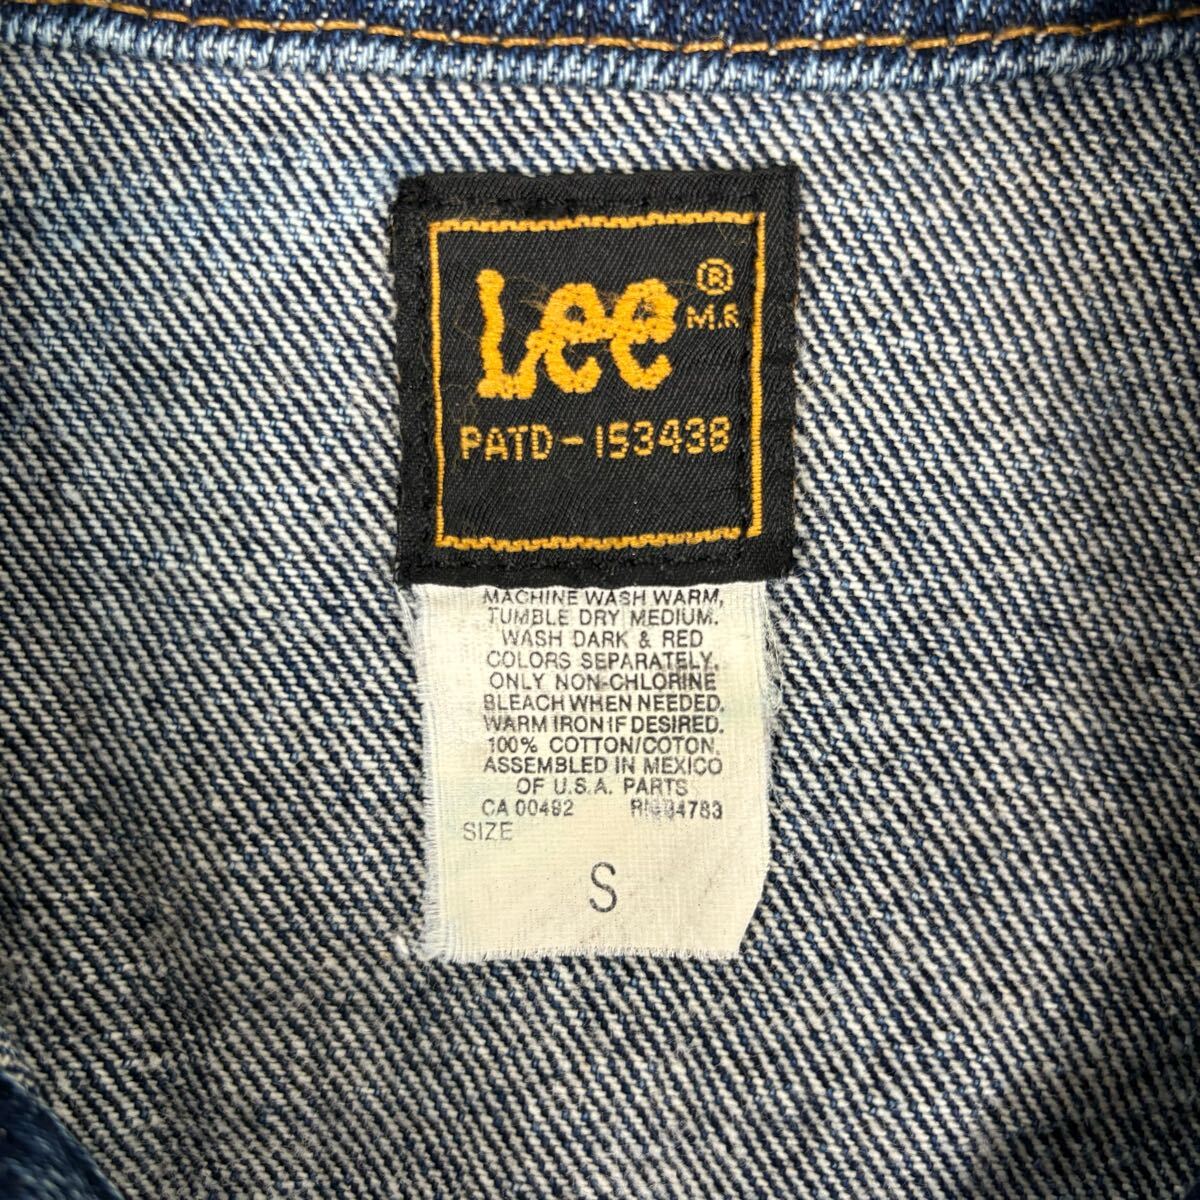 Lee ®
M.R
PATD-153438
MACHINE WASH WARM,
TUMBLE DRY MEDIUM.
WASH DARK & RED
COLORS SEPARATELY.
ONLY NON-CHLORINE
BLEACH WHEN NEEDED.
WARM IRON IF DESIRED.
100% COTTON/COTON.
ASSEMBLED IN MEXICO
OF U.S.A. PARTS
CA 00492
SIZE
S